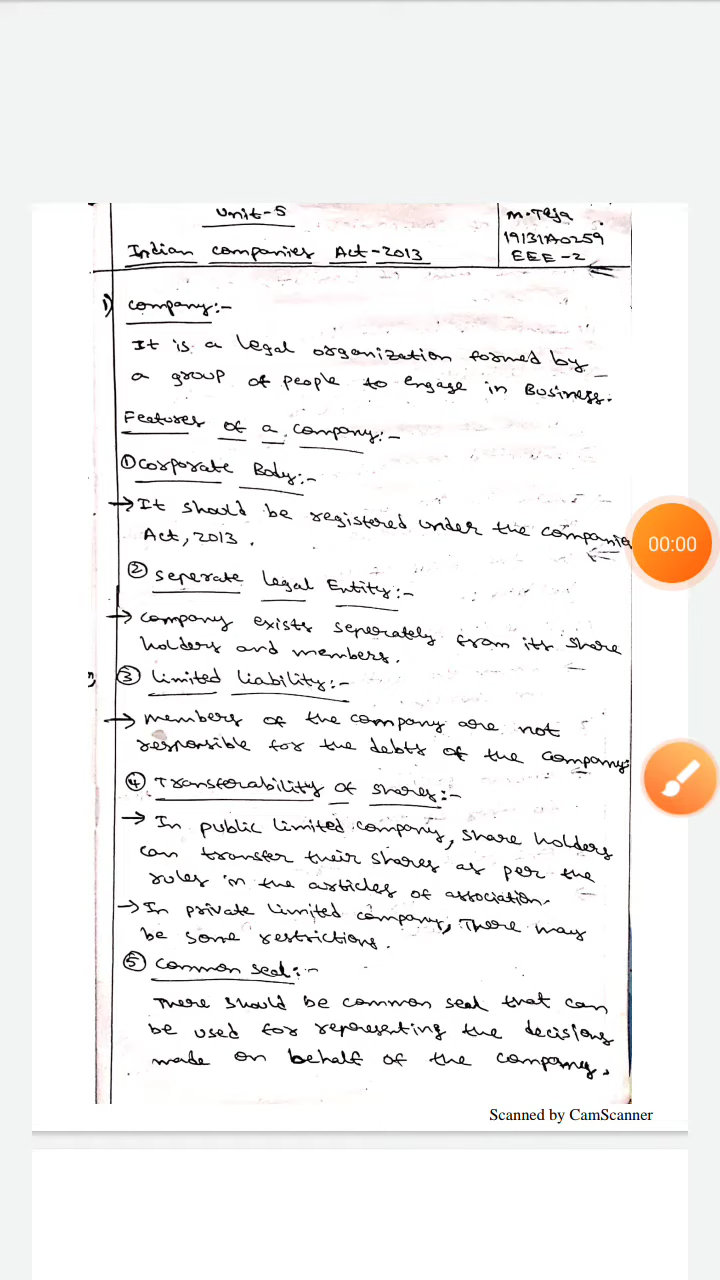 Unit-5
M.Teja
19131A0259
EEE-2
Indian companies Act-2013
1) company:-
It is a legal organization formed by
a group of people to engage in Business.
Features of a company:-
① corporate Body:-
→ It should be registered under the companies
Act, 2013.
00:00
② seperate legal Entity:-
→ company exists seperately from its share
holders and members.
③ limited liability:-
→ members of the company are not
responsible for the debts of the company.
④ Transferability of shares:-
→ In public limited company, share holders
can transfer their shares as per the
rules in the articles of association.
→ In private limited company, There may
be some restrictions.
⑤ common seal:-
There should be common seal that can
be used for representing the decisions
made on behalf of the company.
Scanned by CamScanner